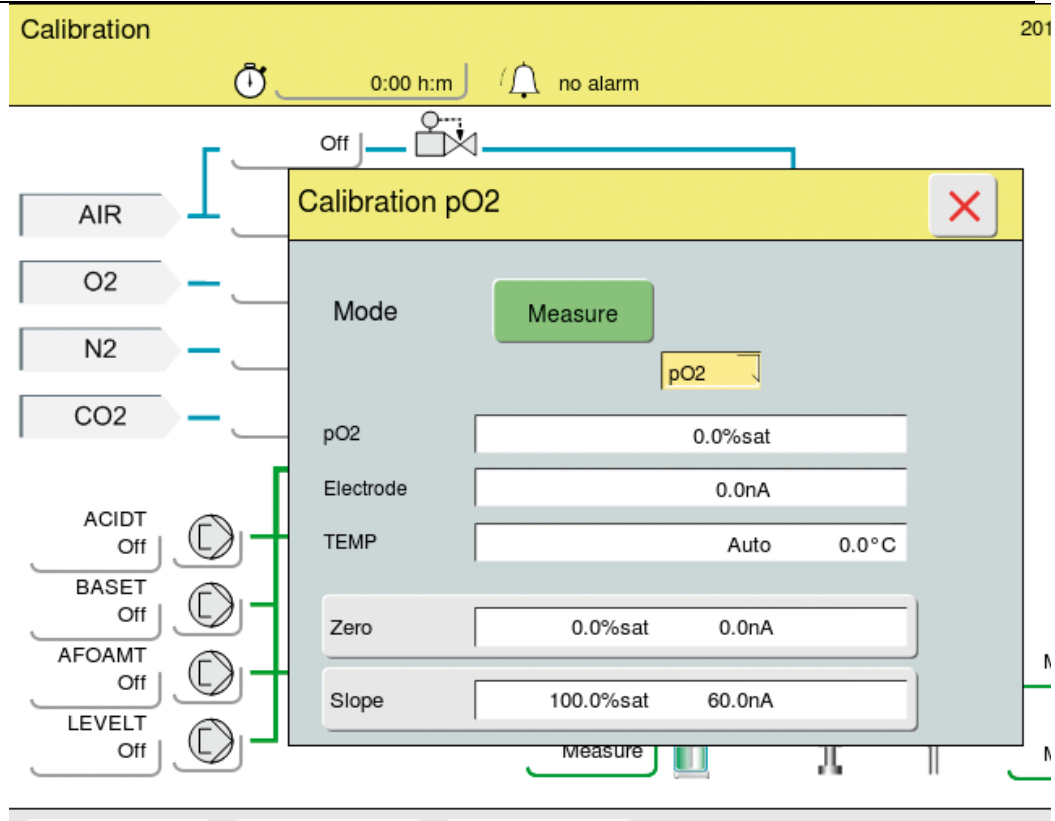 Calibration
201
0:00 h:m
no alarm
Off
AIR
O2
N2
CO2
ACIDT
Off
BASET
Off
AFOAMT
Off
LEVELT
Off
Calibration pO2
Mode Measure
pO2
pO2 0.0%sat
Electrode 0.0nA
TEMP Auto 0.0°C
Zero 0.0%sat 0.0nA
Slope 100.0%sat 60.0nA
Measure